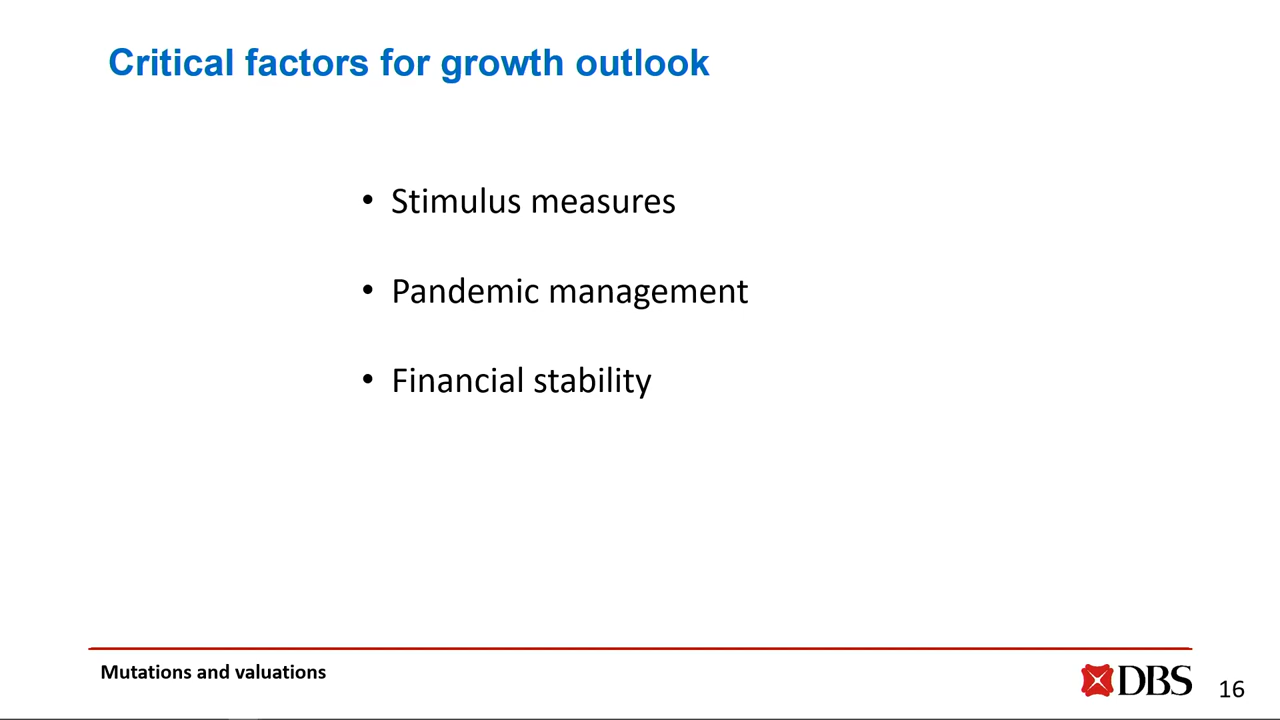 Critical factors for growth outlook
• Stimulus measures
• Pandemic management
• Financial stability
Mutations and valuations
DBS
16